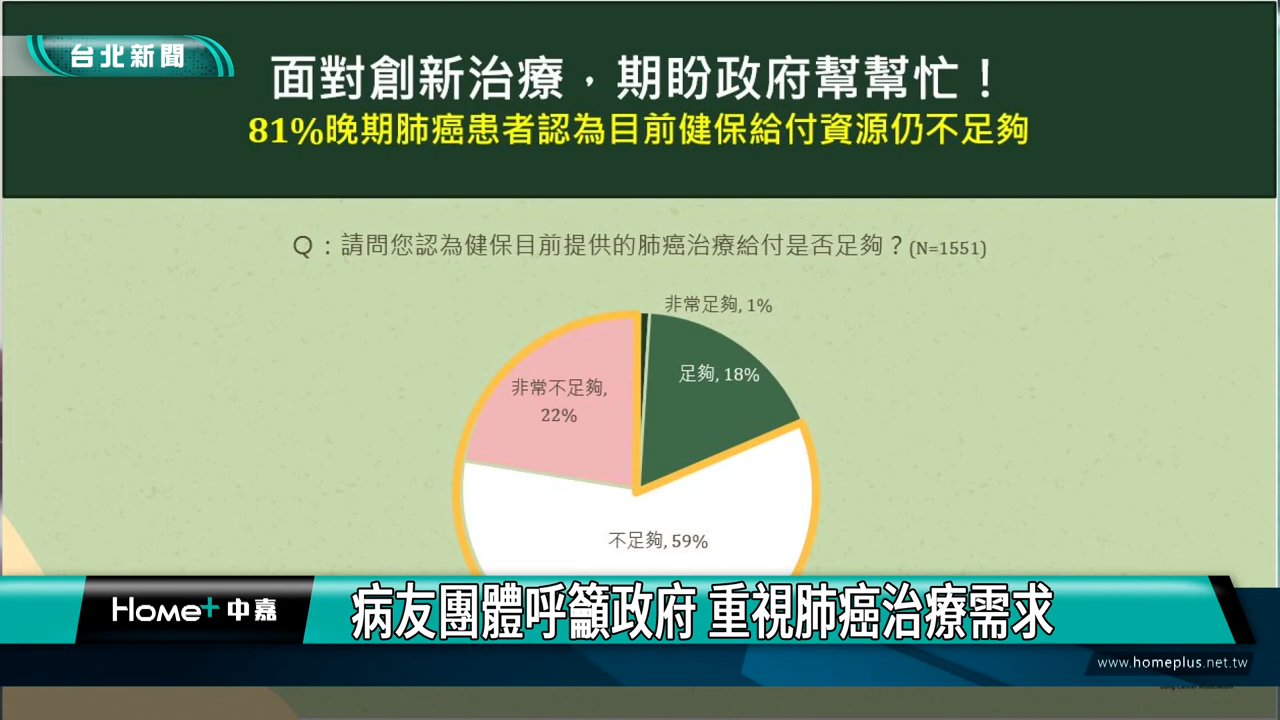 台北新聞
面對創新治療，期盼政府幫幫忙！
81%晚期肺癌患者認為目前健保給付資源仍不足夠
Q：請問您認為健保目前提供的肺癌治療給付是否足夠？(N=1551)
非常足夠, 1%
足夠, 18%
非常不足夠,
22%
不足夠, 59%
Home+中嘉
病友團體呼籲政府 重視肺癌治療需求
www.homeplus.net.tw
Lung Cancer Association